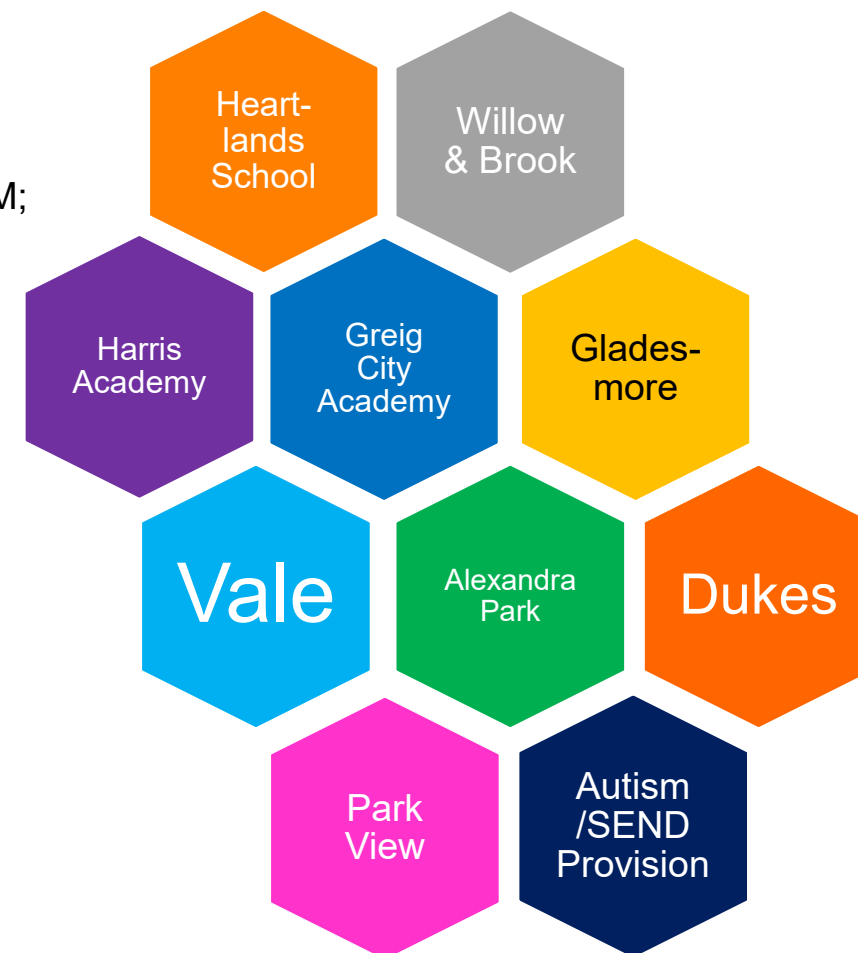 Heart-
lands
School
Willow
& Brook
M;
Harris
Academy
Greig
City
Academy
Glades-
more
Vale
Alexandra
Park
Dukes
Park
View
Autism
/SEND
Provision